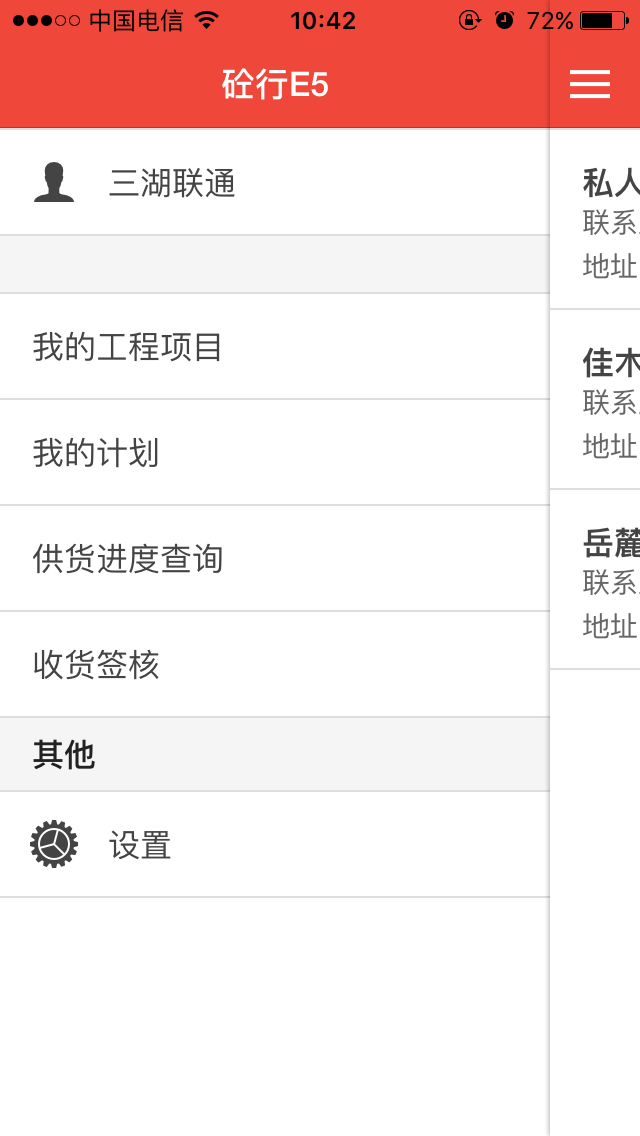 中国电信
10:42
72%
砼行E5
三湖联通
我的工程项目
我的计划
供货进度查询
收货签核
其他
设置
私人
联系
地址
佳木
联系
地址
岳麓
联系
地址